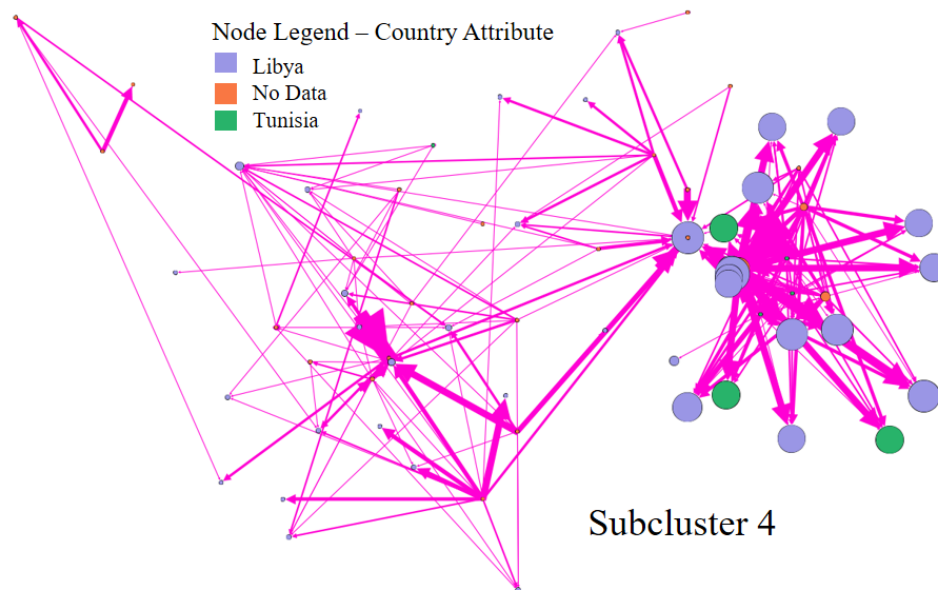 Node Legend – Country Attribute
Libya
No Data
Tunisia
Subcluster 4